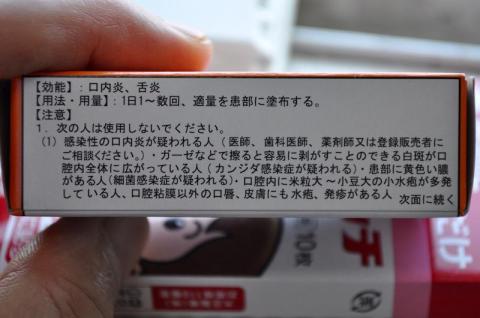 【効能】：口内炎、舌炎
【用法・用量】：1日1～数回、適量を患部に塗布する。
【注意】
1．次の人は使用しないでください。
（1）感染性の口内炎が疑われる人（医師、歯科医師、薬剤師又は登録販売者に
ご相談ください。）・ガーゼなどで擦ると容易に剥がすことのできる白斑が口
腔内全体に広がっている人（カンジダ感染症が疑われる）・患部に黄色い膿
がある人(細菌感染症が疑われる)・口腔内に米粒大～小豆大の小水疱が多発
している人、口腔粘膜以外の口唇、皮膚にも水疱、発疹がある人
次面に続く
だけ
チ
10枚